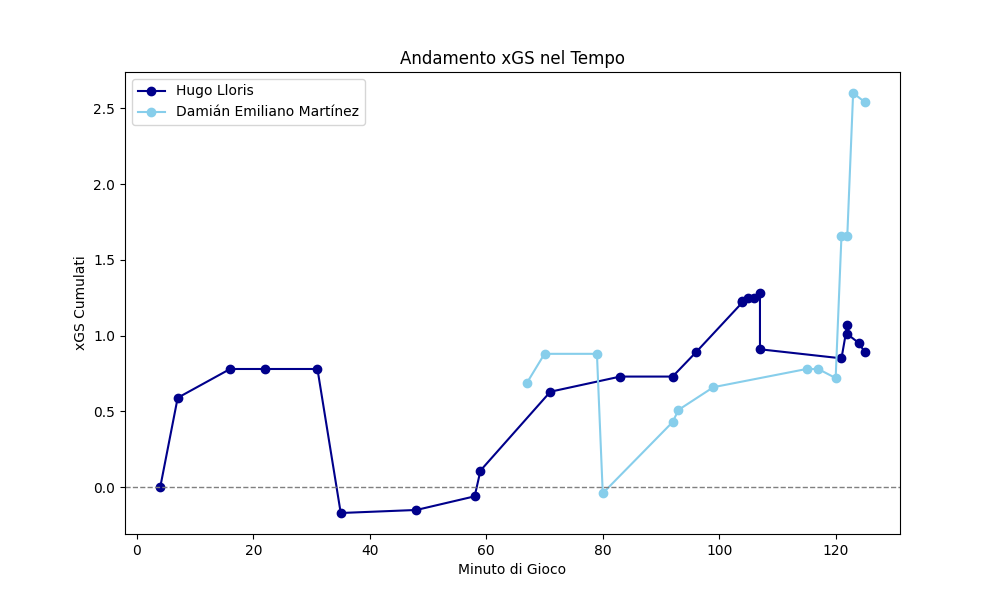 Andamento xGS nel Tempo
Hugo Lloris
Damián Emiliano Martínez
xGS Cumulati
2.5
2.0
1.5
1.0
0.5
0.0
0 20 40 60 80 100 120
Minuto di Gioco